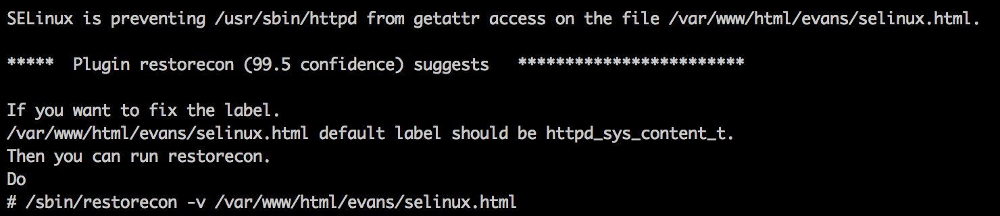 SELinux is preventing /usr/sbin/httpd from getattr access on the file /var/www/html/evans/selinux.html.
*****  Plugin restorecon (99.5 confidence) suggests   ************************
If you want to fix the label.
/var/www/html/evans/selinux.html default label should be httpd_sys_content_t.
Then you can run restorecon.
Do
# /sbin/restorecon -v /var/www/html/evans/selinux.html